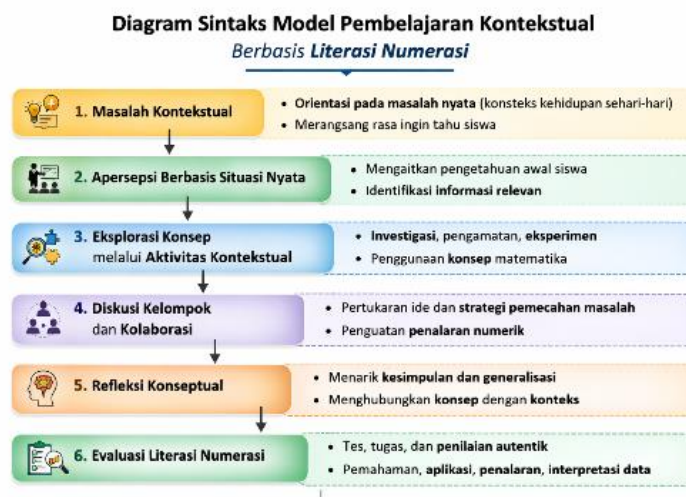 Diagram Sintaks Model Pembelajaran Kontekstual
Berbasis Literasi Numerasi
1. Masalah Kontekstual
• Orientasi pada masalah nyata (konsteks kehidupan sehari-hari)
• Merangsang rasa ingin tahu siswa
2. Apersepsi Berbasis Situasi Nyata
• Mengaitkan pengetahuan awal siswa
• Identifikasi informasi relevan
3. Eksplorasi Konsep
melalui Aktivitas Kontekstual
• Investigasi, pengamatan, eksperimen
• Penggunaan konsep matematika
4. Diskusi Kelompok
dan Kolaborasi
• Pertukaran ide dan strategi pemecahan masalah
• Penguatan penalaran numerik
5. Refleksi Konseptual
• Menarik kesimpulan dan generalisasi
• Menghubungkan konsep dengan konteks
6. Evaluasi Literasi Numerasi
• Tes, tugas, dan penilaian autentik
• Pemahaman, aplikasi, penalaran, interpretasi data